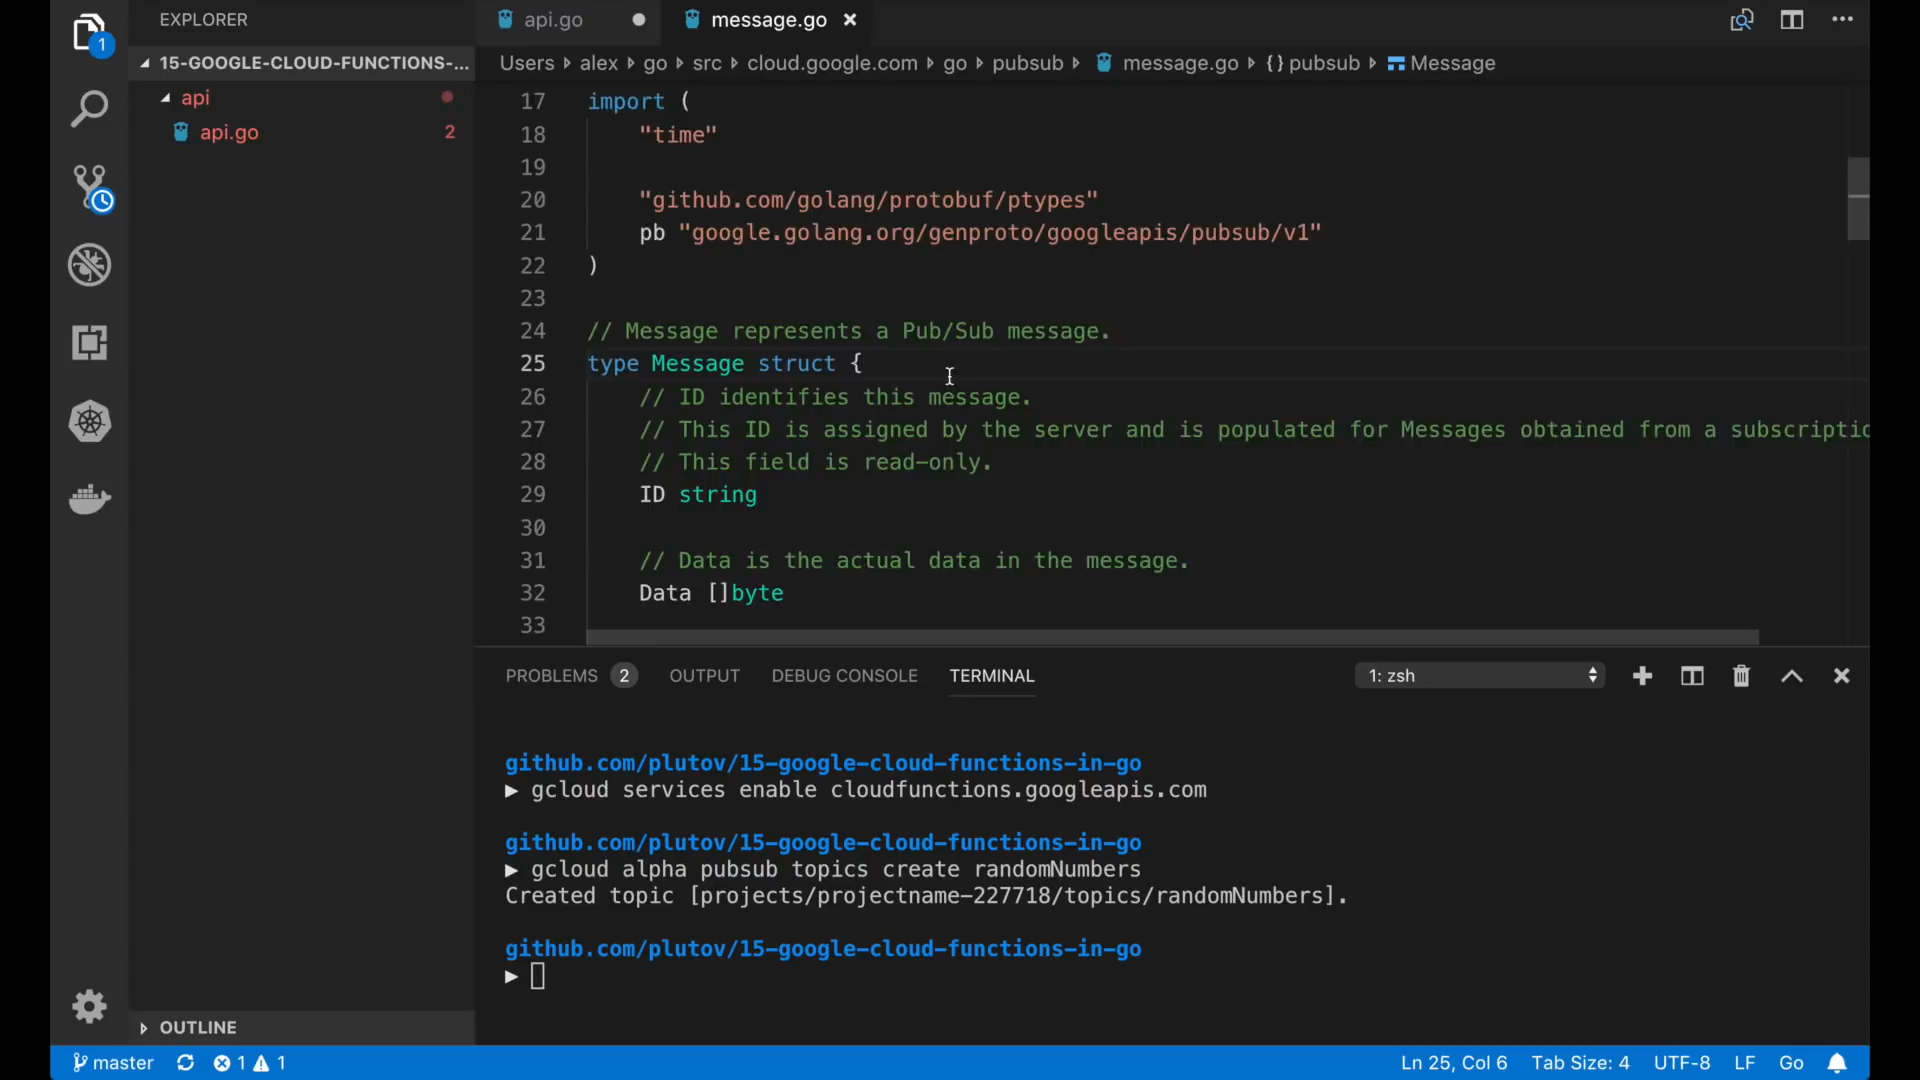 EXPLORER
15-GOOGLE-CLOUD-FUNCTIONS-...
api
api.go 2
1
api.go
message.go
Users alex go src cloud.google.com go pubsub message.go {} pubsub Message
17 import (
18 "time"
19
20 "github.com/golang/protobuf/ptypes"
21 pb "google.golang.org/genproto/googleapis/pubsub/v1"
22 )
23
24 // Message represents a Pub/Sub message.
25 type Message struct {
26 // ID identifies this message.
27 // This ID is assigned by the server and is populated for Messages obtained from a subscriptio
28 // This field is read-only.
29 ID string
30
31 // Data is the actual data in the message.
32 Data []byte
33
PROBLEMS 2 OUTPUT DEBUG CONSOLE TERMINAL 1: zsh
github.com/plutov/15-google-cloud-functions-in-go
▶ gcloud services enable cloudfunctions.googleapis.com
github.com/plutov/15-google-cloud-functions-in-go
▶ gcloud alpha pubsub topics create randomNumbers
Created topic [projects/projectname-227718/topics/randomNumbers].
github.com/plutov/15-google-cloud-functions-in-go
▶
OUTLINE
master 1 1 Ln 25, Col 6 Tab Size: 4 UTF-8 LF Go